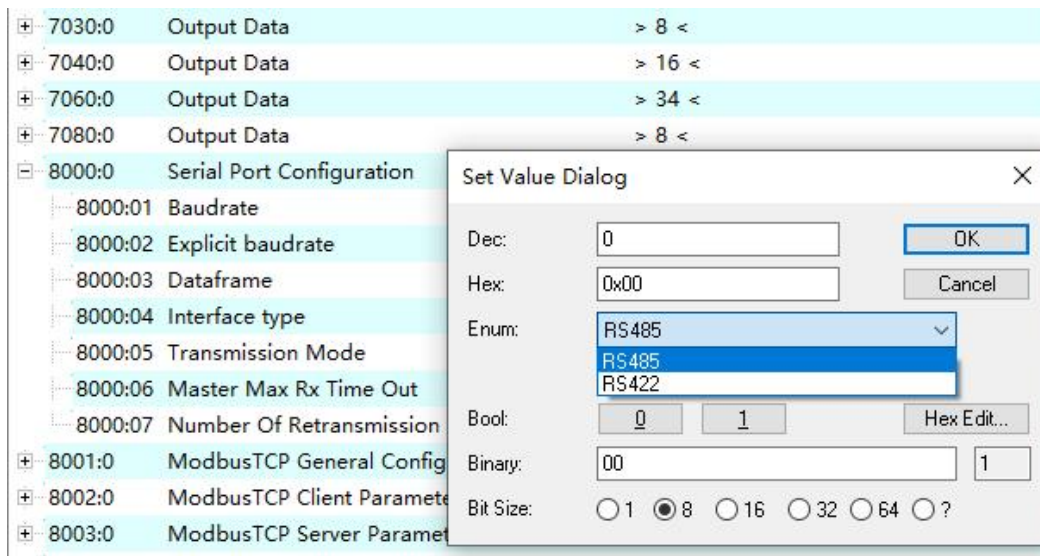 7030:0 Output Data > 8 <
7040:0 Output Data > 16 <
7060:0 Output Data > 34 <
7080:0 Output Data > 8 <
8000:0 Serial Port Configuration
8000:01 Baudrate
8000:02 Explicit baudrate
8000:03 Dataframe
8000:04 Interface type
8000:05 Transmission Mode
8000:06 Master Max Rx Time Out
8000:07 Number Of Retransmission
8001:0 ModbusTCP General Config
8002:0 ModbusTCP Client Paramete
8003:0 ModbusTCP Server Paramet
Set Value Dialog
Dec: 0 OK
Hex: 0x00 Cancel
Enum: RS485
RS485
RS422
Bool: 0 1 Hex Edit...
Binary: 00 1
Bit Size: 1 8 16 32 64 ?